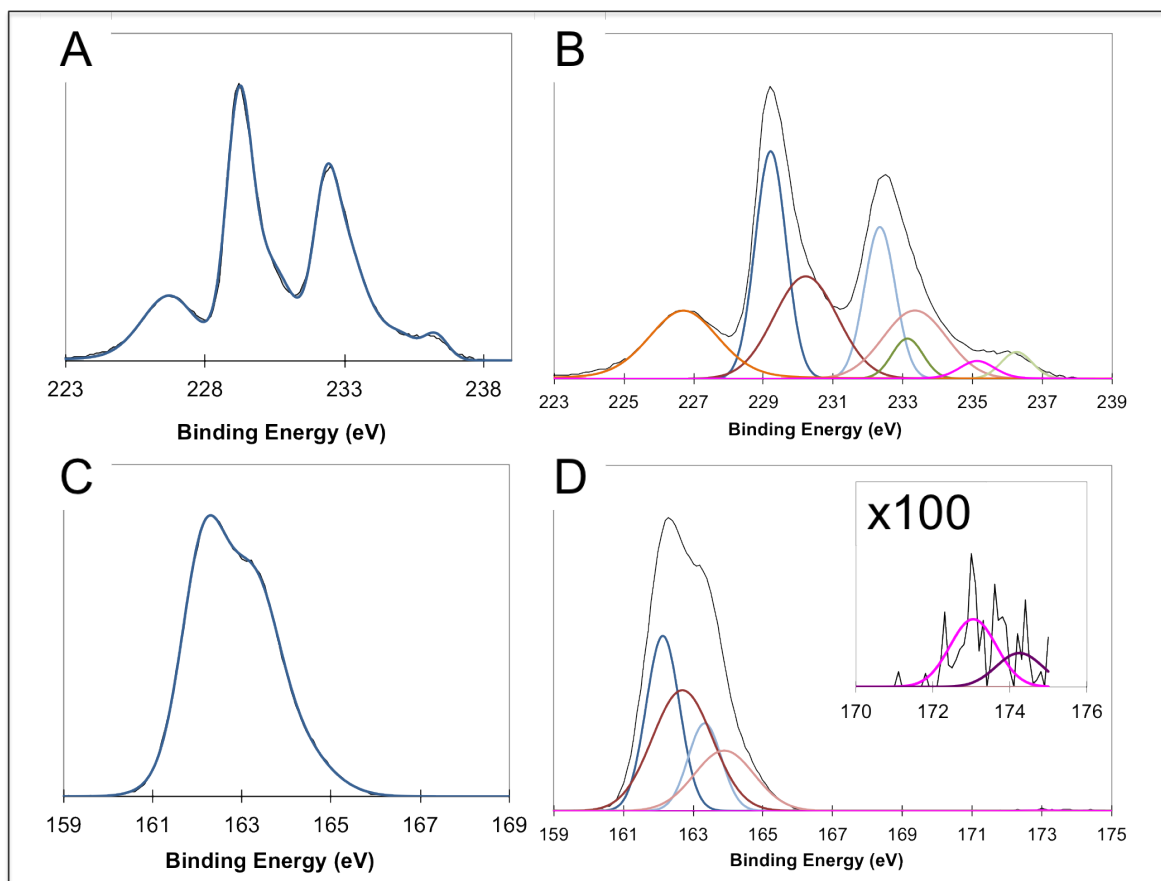 A
223 228 233 238
Binding Energy (eV)
B
223 225 227 229 231 233 235 237 239
Binding Energy (eV)
C
159 161 163 165 167 169
Binding Energy (eV)
D
x100
170 172 174 176
159 161 163 165 167 169 171 173 175
Binding Energy (eV)